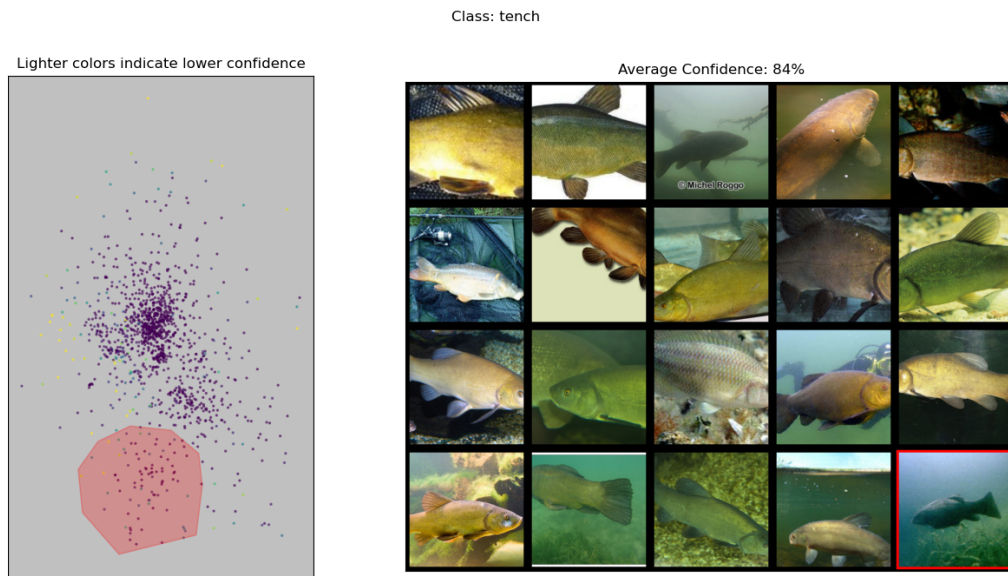 Class: tench
Lighter colors indicate lower confidence
Average Confidence: 84%
© Michel Roggo